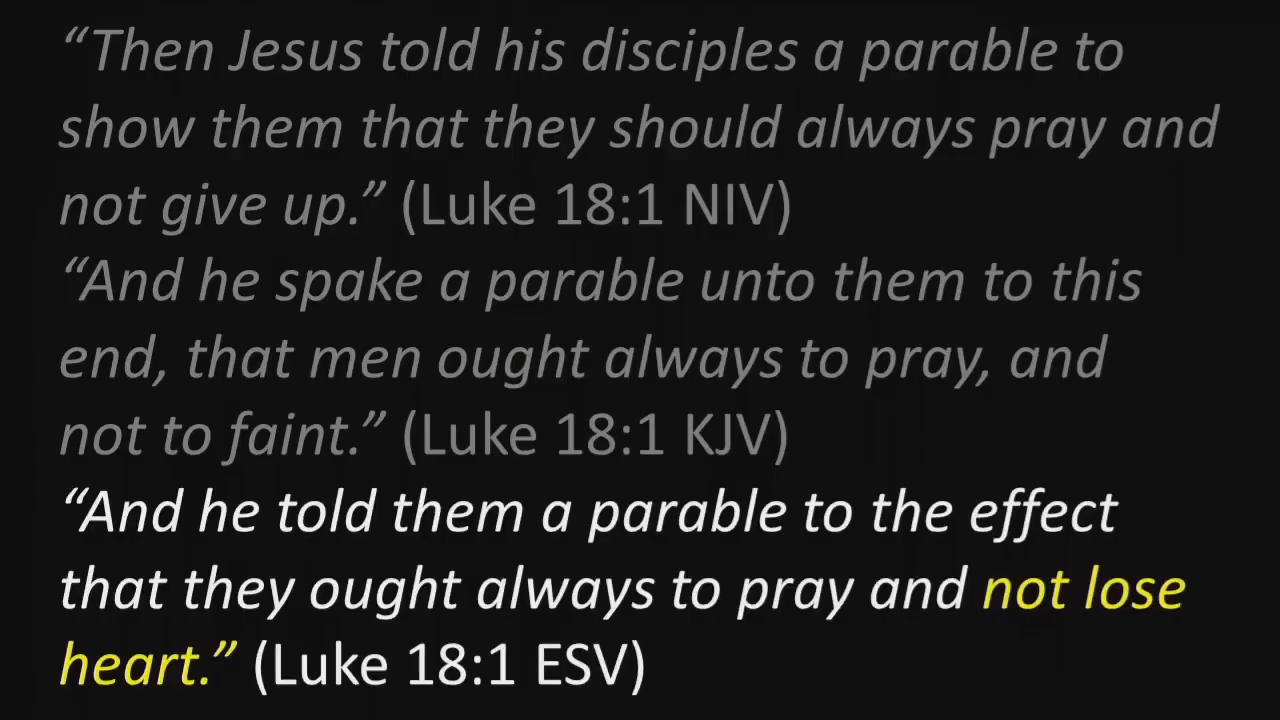 “Then Jesus told his disciples a parable to
show them that they should always pray and
not give up.” (Luke 18:1 NIV)
“And he spake a parable unto them to this
end, that men ought always to pray, and
not to faint.” (Luke 18:1 KJV)
“And he told them a parable to the effect
that they ought always to pray and not lose
heart.” (Luke 18:1 ESV)